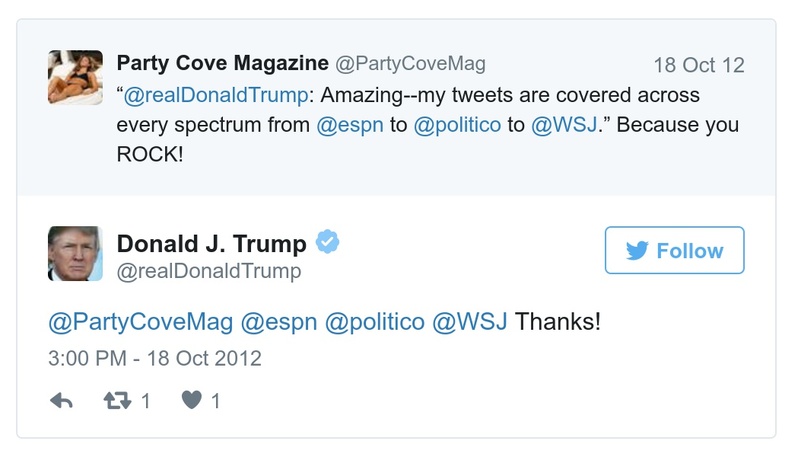 Party Cove Magazine @PartyCoveMag 18 Oct 12
“@realDonaldTrump: Amazing--my tweets are covered across
every spectrum from @espn to @politico to @WSJ.” Because you
ROCK!
Donald J. Trump
@realDonaldTrump
Follow
@PartyCoveMag @espn @politico @WSJ Thanks!
3:00 PM - 18 Oct 2012
1 1